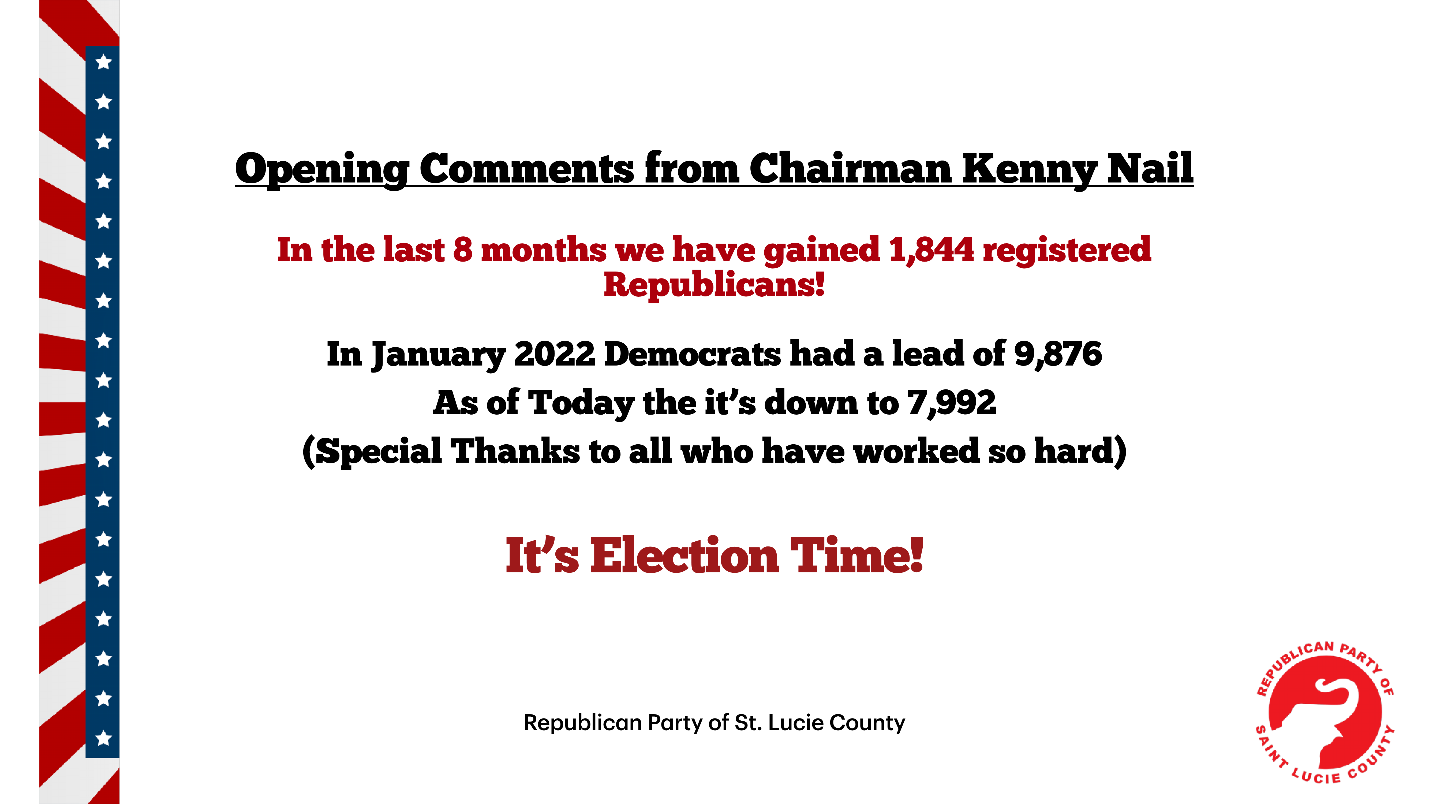 Opening Comments from Chairman Kenny Nail
In the last 8 months we have gained 1,844 registered
Republicans!
In January 2022 Democrats had a lead of 9,876
As of Today the it's down to 7,992
(Special Thanks to all who have worked so hard)
It's Election Time!
Republican Party of St. Lucie County
REPUBLICAN PARTY OF
SAINT LUCIE COUNTY